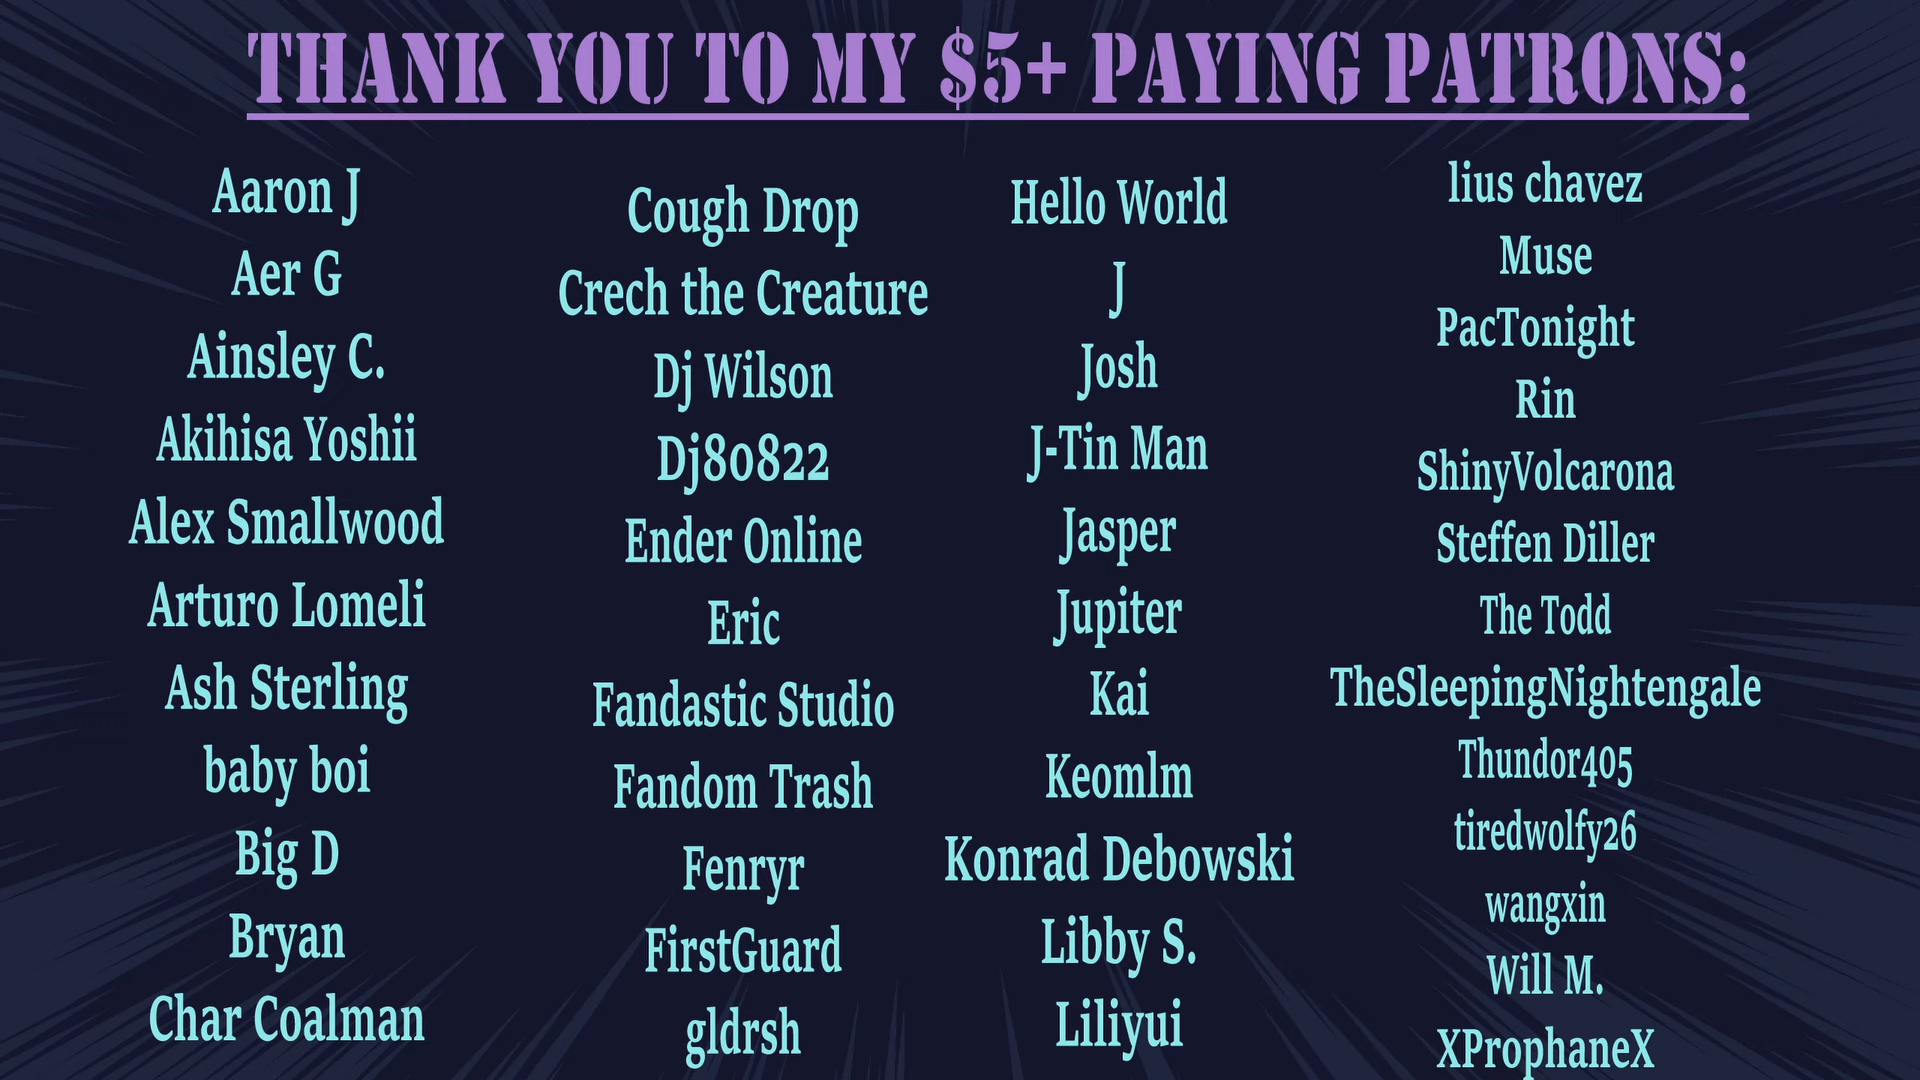 THANK YOU TO MY $5+ PAYING PATRONS:
Aaron J
Aer G
Ainsley C.
Akihisa Yoshii
Alex Smallwood
Arturo Lomeli
Ash Sterling
baby boi
Big D
Bryan
Char Coalman
Cough Drop
Crech the Creature
Dj Wilson
Dj80822
Ender Online
Eric
Fandastic Studio
Fandom Trash
Fenryr
FirstGuard
gldrsh
Hello World
J
Josh
J-Tin Man
Jasper
Jupiter
Kai
Keomlm
Konrad Debowski
Libby S.
Liliyui
lius chavez
Muse
PacTonight
Rin
ShinyVolcarona
Steffen Diller
The Todd
TheSleepingNightengale
Thundor405
tiredwolfy26
wangxin
Will M.
XProphaneX